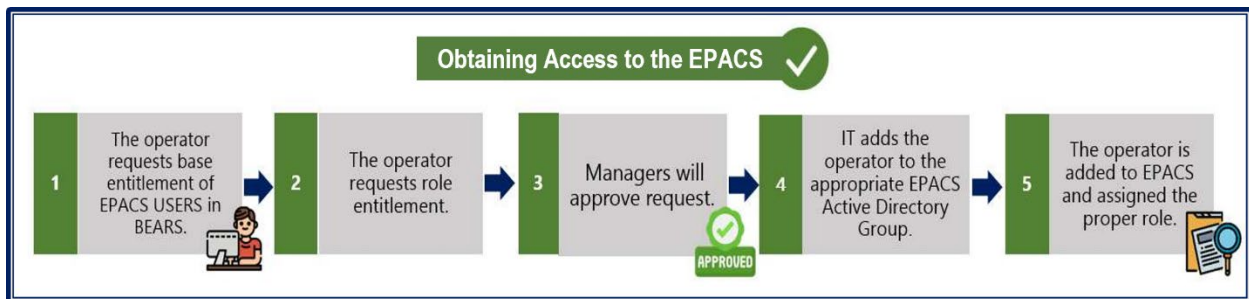 Obtaining Access to the EPACS
1
The operator
requests base
entitlement of
EPACS USERS in
BEARS.
2
The operator
requests role
entitlement.
3
Managers will
approve request.
APPROVED
4
IT adds the
operator to the
appropriate EPACS
Active Directory
Group.
5
The operator is
added to EPACS
and assigned the
proper role.